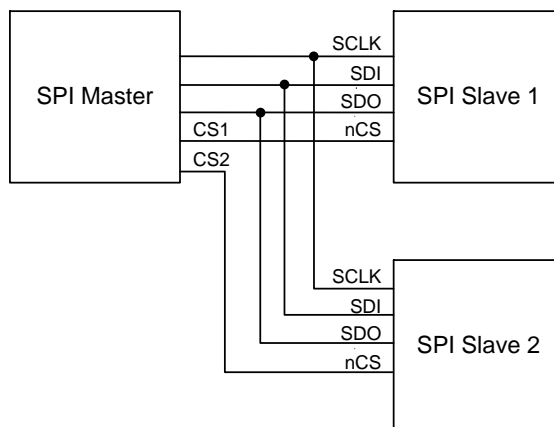 SCLK
SDI
SPI Master
SPI Slave 1
SDO
CS1
nCS
CS2
SCLK
SDI
SDO
SPI Slave 2
nCS